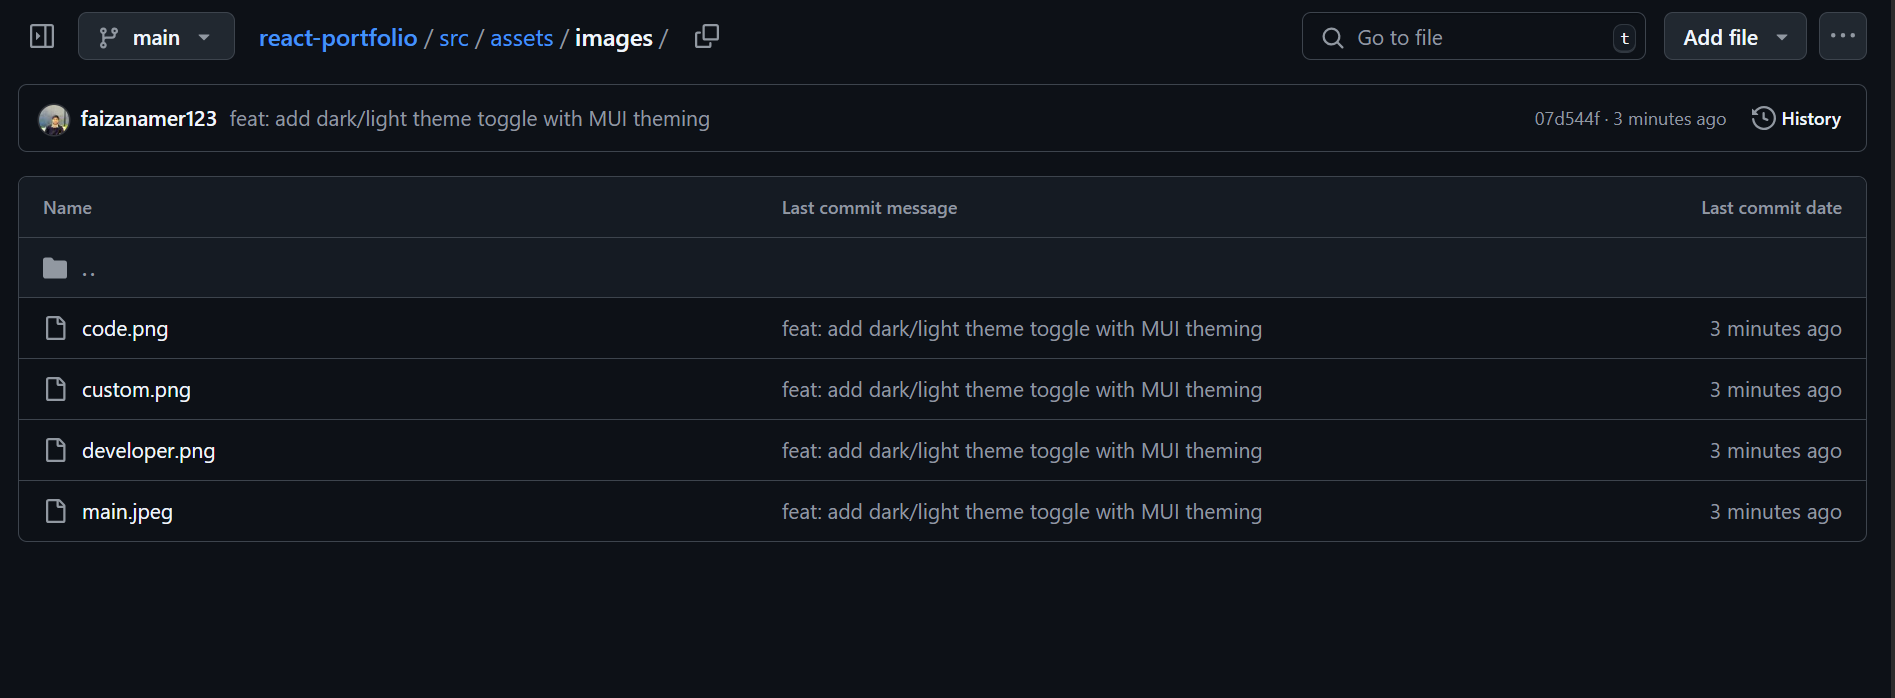 main react-portfolio / src / assets / images / Go to file t Add file
faizanamer123 feat: add dark/light theme toggle with MUI theming 07d544f · 3 minutes ago History
Name Last commit message Last commit date
..
code.png feat: add dark/light theme toggle with MUI theming 3 minutes ago
custom.png feat: add dark/light theme toggle with MUI theming 3 minutes ago
developer.png feat: add dark/light theme toggle with MUI theming 3 minutes ago
main.jpeg feat: add dark/light theme toggle with MUI theming 3 minutes ago